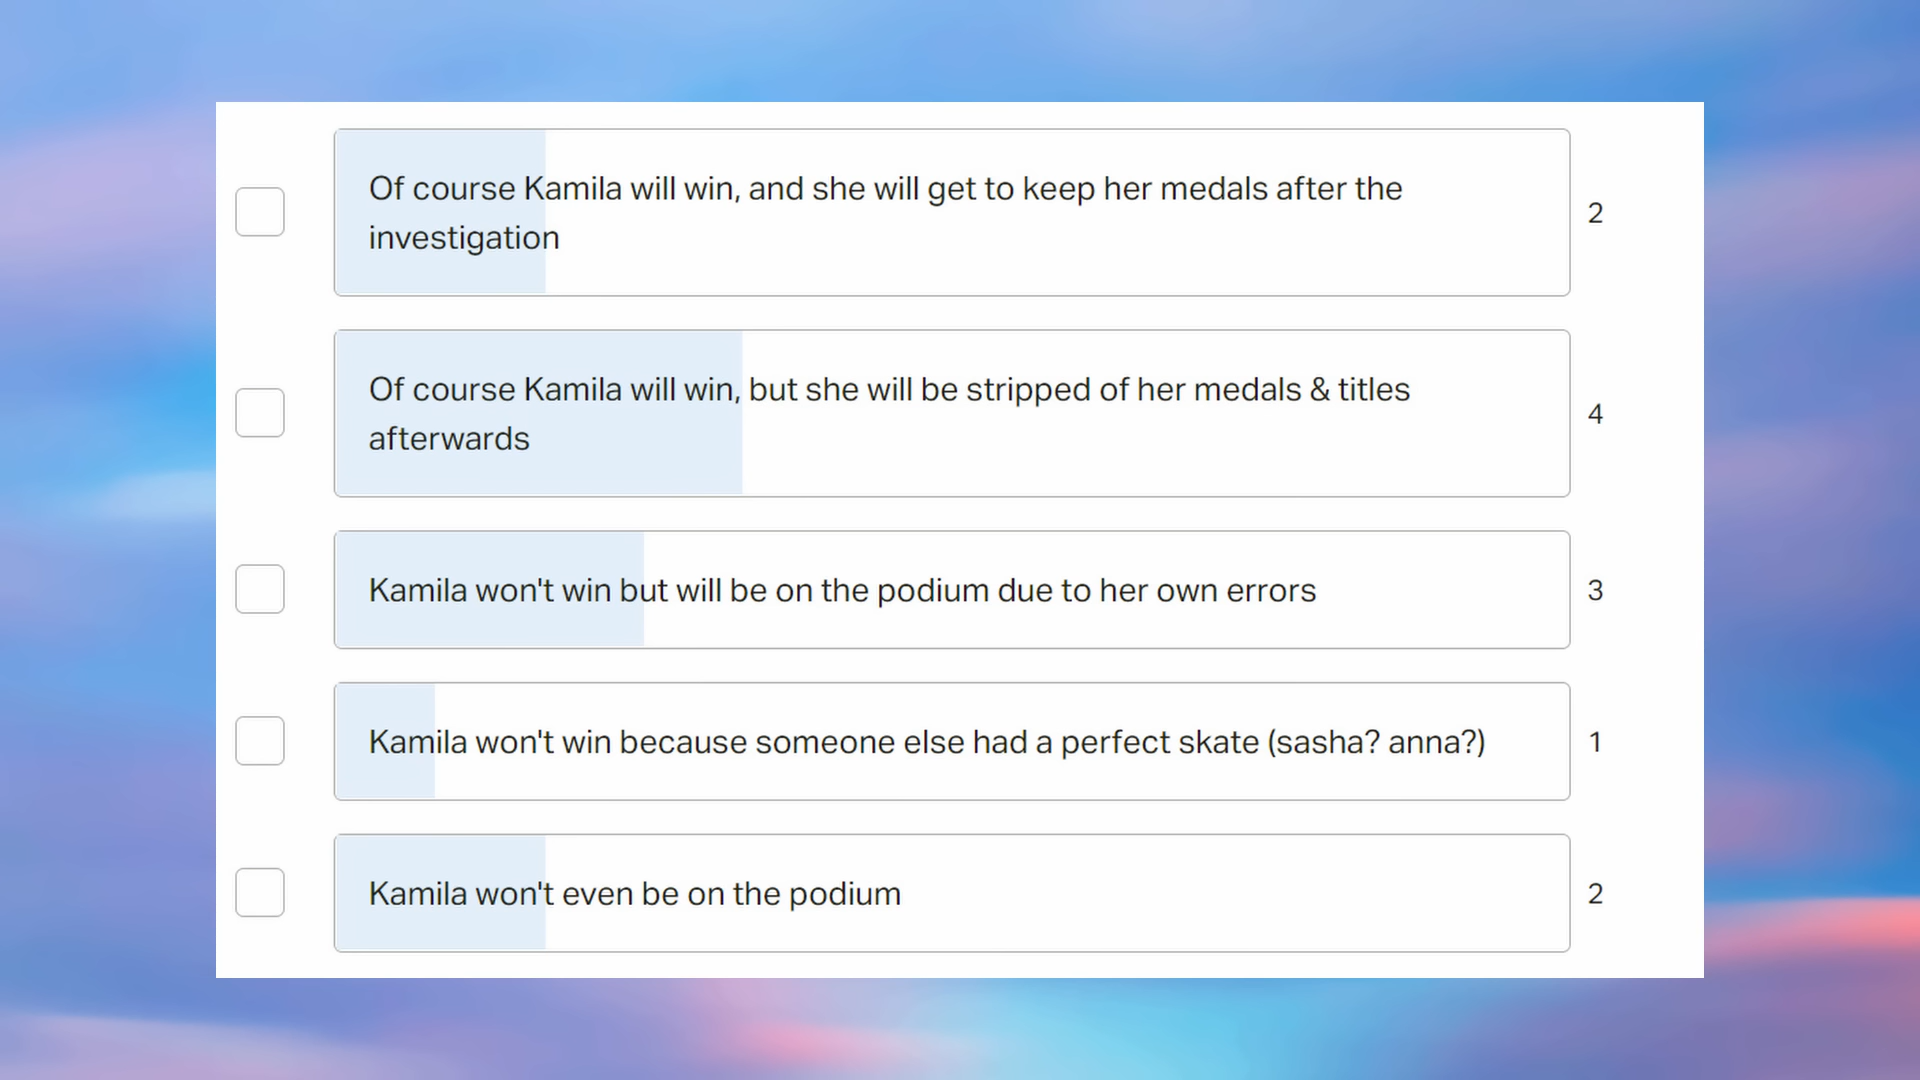 Of course Kamila will win, and she will get to keep her medals after the
investigation
2
Of course Kamila will win, but she will be stripped of her medals & titles
afterwards
4
Kamila won't win but will be on the podium due to her own errors
3
Kamila won't win because someone else had a perfect skate (sasha? anna?)
1
Kamila won't even be on the podium
2